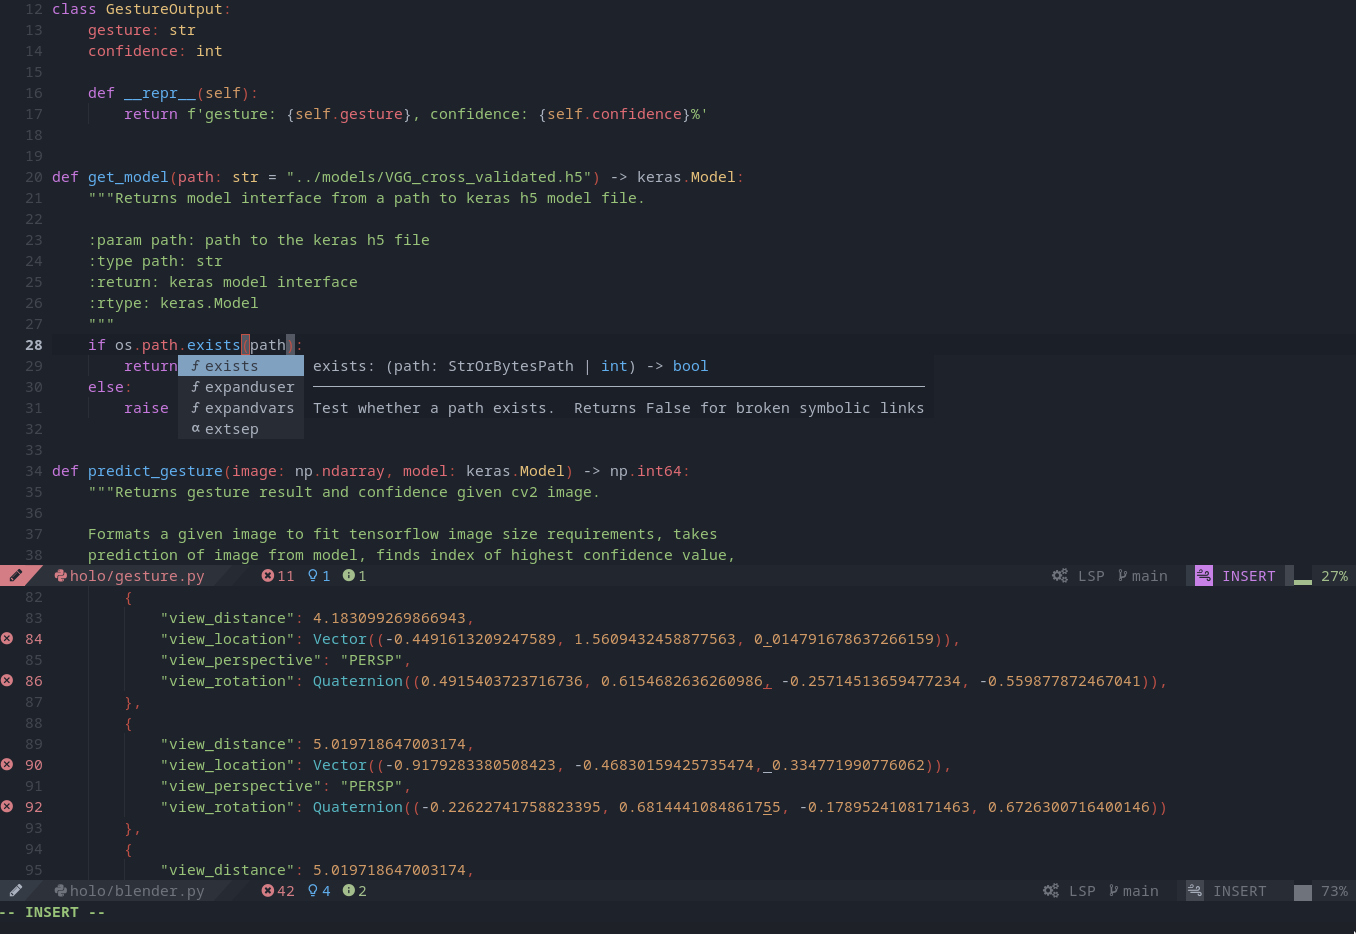 12 class GestureOutput:
13     gesture: str
14     confidence: int
15
16     def __repr__(self):
17         return f'gesture: {self.gesture}, confidence: {self.confidence}%'
18
19
20 def get_model(path: str = "../models/VGG_cross_validated.h5") -> keras.Model:
21     """Returns model interface from a path to keras h5 model file.
22
23     :param path: path to the keras h5 file
24     :type path: str
25     :return: keras model interface
26     :rtype: keras.Model
27     """
28     if os.path.exists(path):
29         return ƒ exists exists: (path: StrOrBytesPath | int) -> bool
30     else: ƒ expanduser
31         raise ƒ expandvars Test whether a path exists.  Returns False for broken symbolic links
32 α extsep
33
34 def predict_gesture(image: np.ndarray, model: keras.Model) -> np.int64:
35     """Returns gesture result and confidence given cv2 image.
36
37     Formats a given image to fit tensorflow image size requirements, takes
38     prediction of image from model, finds index of highest confidence value,
holo/gesture.py 11 1 1 LSP main INSERT 27%
82         {
83             "view_distance": 4.183099269866943,
84             "view_location": Vector((-0.4491613209247589, 1.5609432458877563, 0.014791678637266159)),
85             "view_perspective": "PERSP",
86             "view_rotation": Quaternion((0.4915403723716736, 0.6154682636260986, -0.25714513659477234, -0.559877872467041)),
87         },
88         {
89             "view_distance": 5.019718647003174,
90             "view_location": Vector((-0.9179283380508423, -0.46830159425735474, 0.334771990776062)),
91             "view_perspective": "PERSP",
92             "view_rotation": Quaternion((-0.22622741758823395, 0.6814441084861755, -0.1789524108171463, 0.6726300716400146))
93         },
94         {
95             "view_distance": 5.019718647003174,
holo/blender.py 42 4 2 LSP main INSERT 73%
-- INSERT --